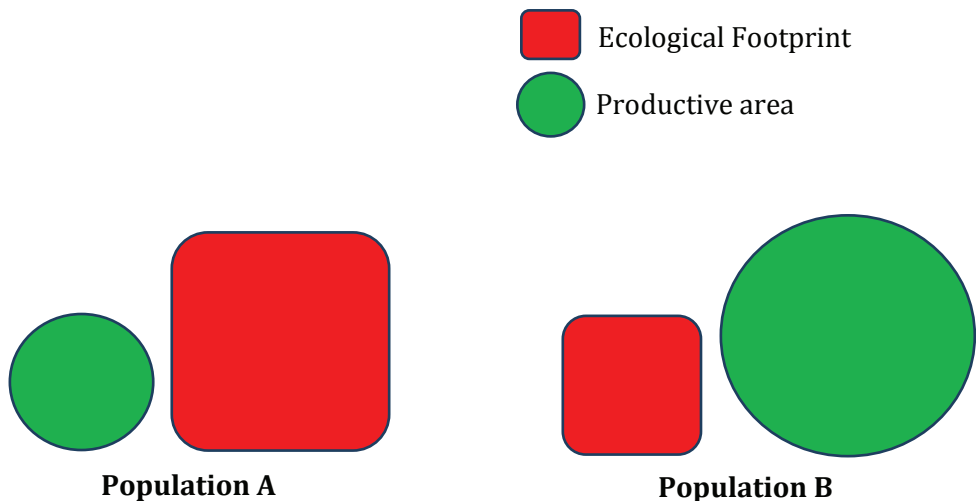 Ecological Footprint
Productive area
Population A
Population B